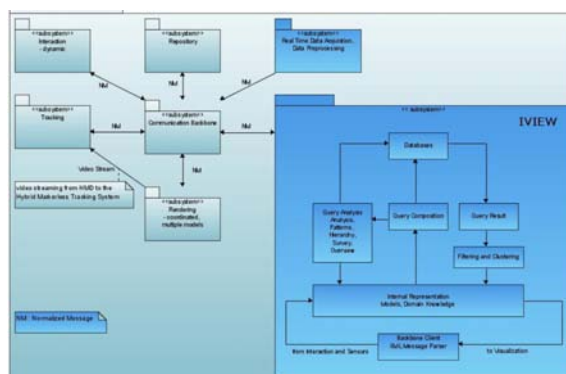 <<subsystem>>
Interaction
- dynamic
<<subsystem>>
Repository
<<subsystem>>
Real Time Data Acquisition,
Data Preprocessing
NM
NM
NM
<<subsystem>>
Tracking
NM
<<subsystem>>
Communication Backbone
NM
Video Stream
NM
video streaming from HMD to the
Hybrid Markerless Tracking System
<<subsystem>>
Rendering
- coordinated,
multiple models
NM : Normalized Message
<<subsystem>>
IVIEW
Databases
Query Analysis
Analysis,
Patterns,
Hierarchy,
Survey,
Overview
Query Composition
Query Result
Filtering and Clustering
Internal Representation
Models, Domain Knowledge
Backbone Client
XML Message Parser
from Interaction and Sensors
to Visualization